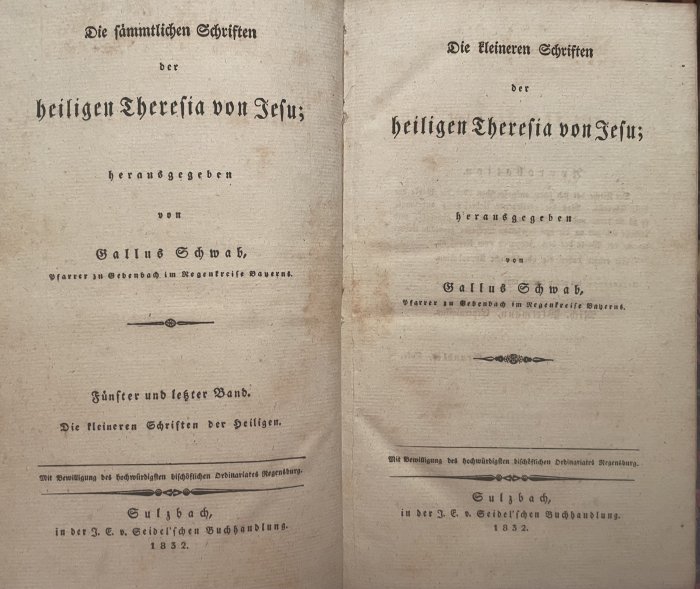 Die sämmtlichen Schriften
der
heiligen Theresia von Jesu;
herausgegeben
von
Gallus Schwab,
Pfarrer zu Gebenbach im Regenkreise Bayerns.
Fünfter und letzter Band.
Die kleineren Schriften der Heiligen.
Mit Bewilligung des hochwürdigsten bischöflichen Ordinariates Regensburg.
Sulzbach,
in der J. E. v. Seidel'schen Buchhandlung.
1832.
Die kleineren Schriften
der
heiligen Theresia von Jesu;
herausgegeben
von
Gallus Schwab,
Pfarrer zu Gebenbach im Regenkreise Bayerns.
Mit Bewilligung des hochwürdigsten bischöflichen Ordinariates Regensburg.
Sulzbach,
in der J. E. v. Seidel'schen Buchhandlung.
1832.